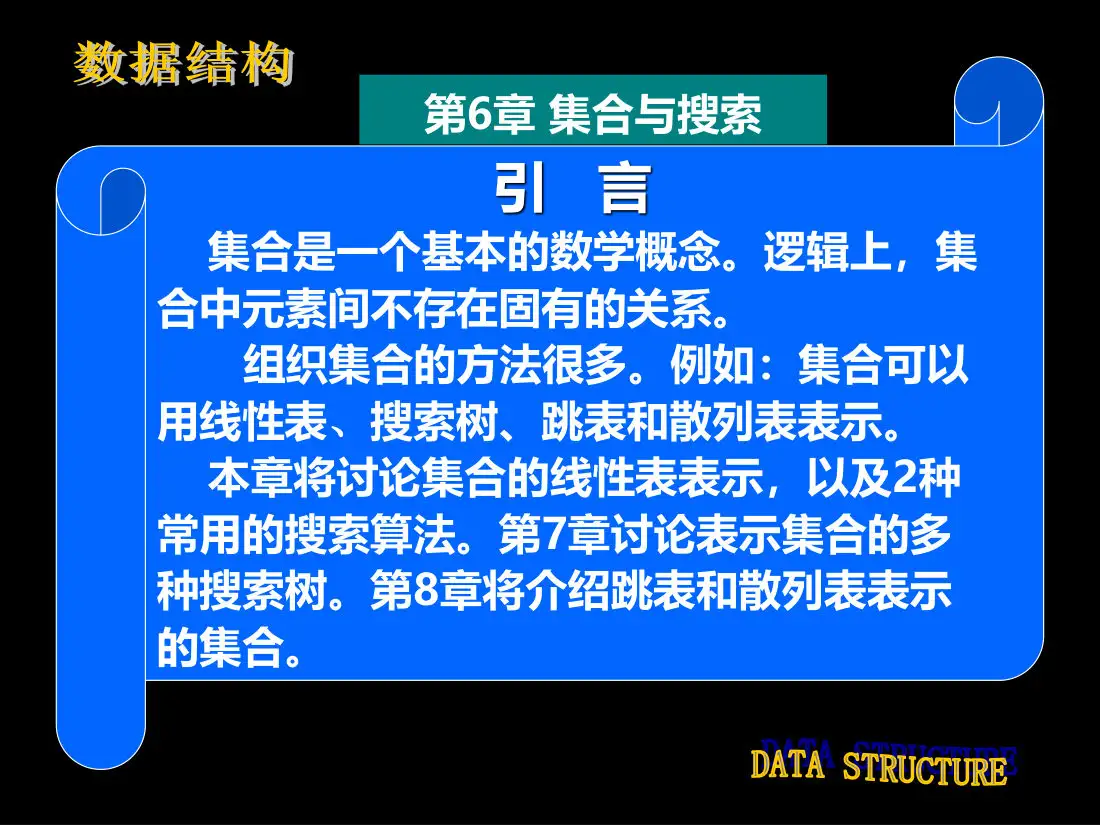 数据结构
第6章 集合与搜索
引 言
集合是一个基本的数学概念。逻辑上，集
合中元素间不存在固有的关系。
组织集合的方法很多。例如：集合可以
用线性表、搜索树、跳表和散列表表示。
本章将讨论集合的线性表表示，以及2种
常用的搜索算法。第7章讨论表示集合的多
种搜索树。第8章将介绍跳表和散列表表示
的集合。
DATA STRUCTURE